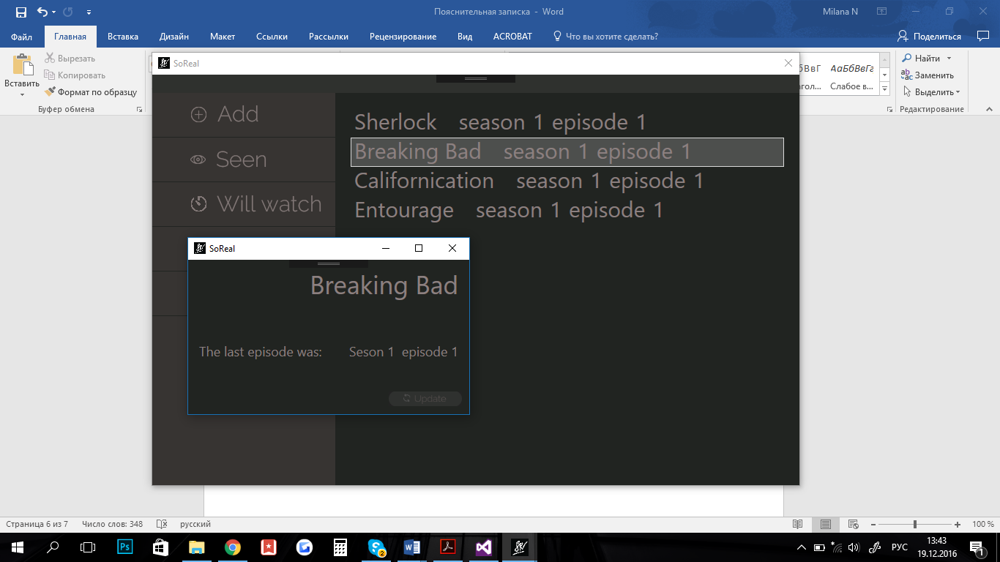 Пояснительная записка - Word
Milana N
Файл
Главная
Вставка
Дизайн
Макет
Ссылки
Рассылки
Рецензирование
Вид
ACROBAT
Что вы хотите сделать?
Поделиться
Вставить
Вырезать
Копировать
Формат по образцу
Буфер обмена
АаБбВвГг
Слабое в...
Найти
Заменить
Выделить
Редактирование
SoReal
Add
Seen
Will watch
Sherlock season 1 episode 1
Breaking Bad season 1 episode 1
Californication season 1 episode 1
Entourage season 1 episode 1
SoReal
Breaking Bad
The last episode was: Seson 1 episode 1
Update
Страница 6 из 7
Число слов: 348
русский
100 %
Ps
2
РУС
13:43
19.12.2016
1